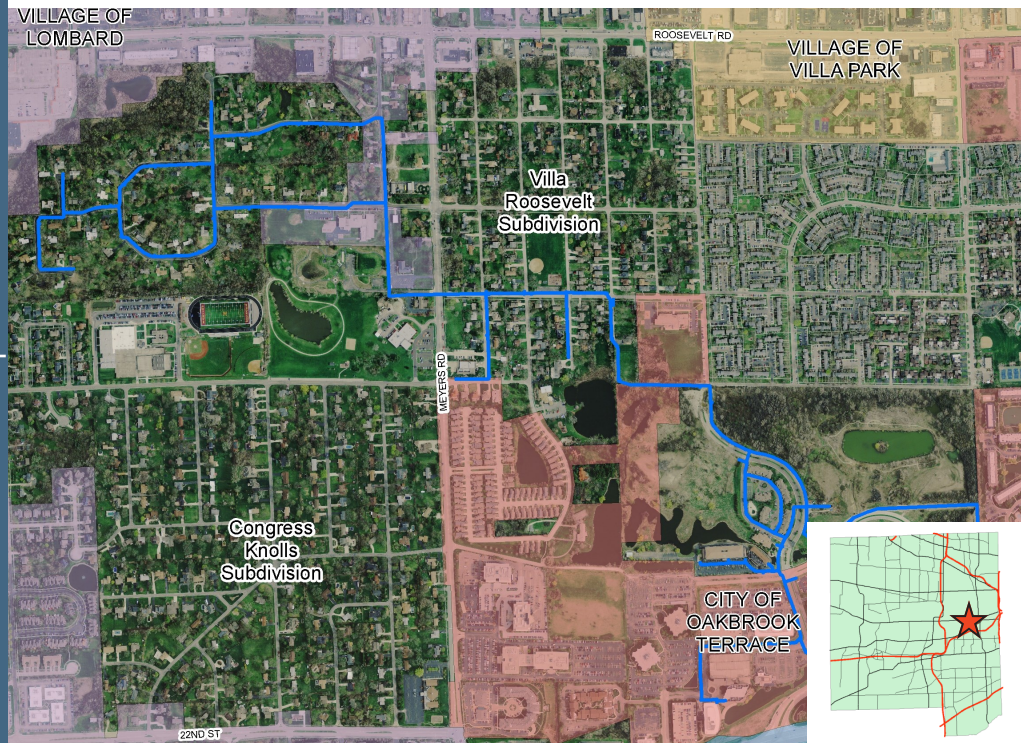 VILLAGE OF
LOMBARD
ROOSEVELT RD
VILLAGE OF
VILLA PARK
Villa
Roosevelt
Subdivision
MEYERS RD
Congress
Knolls
Subdivision
CITY OF
OAKBROOK
TERRACE
22ND ST